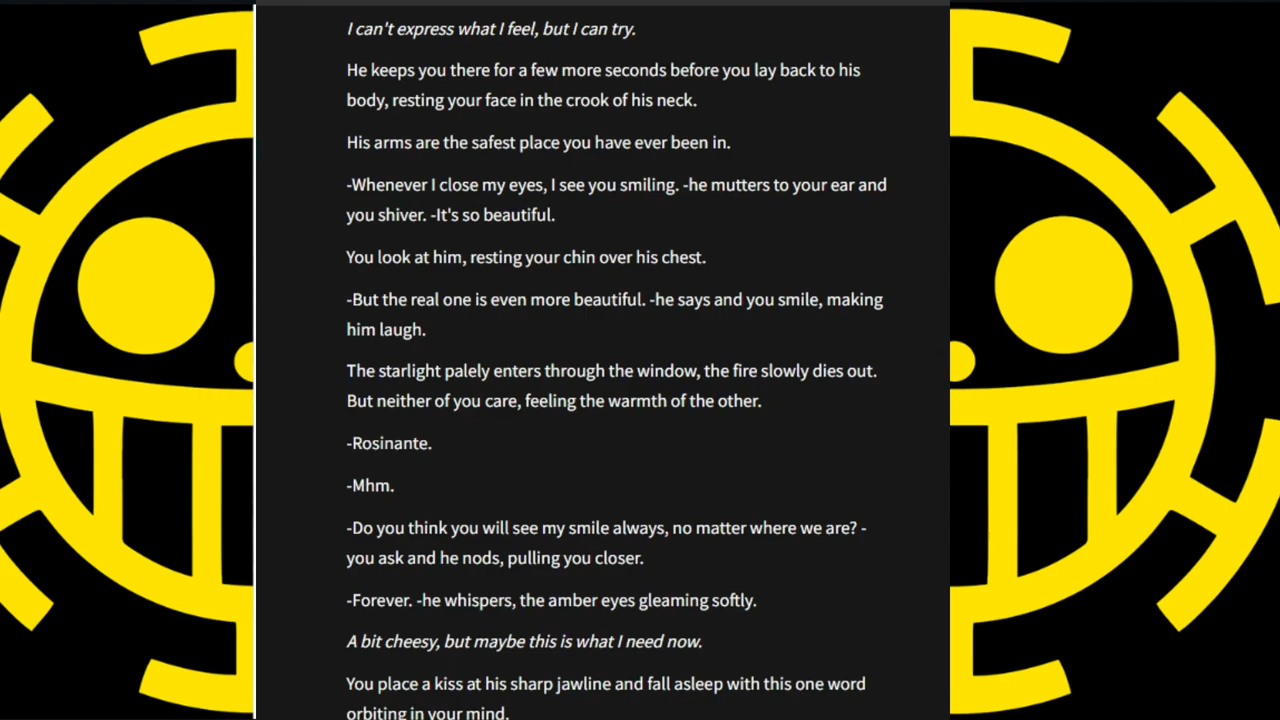 I can't express what I feel, but I can try.
He keeps you there for a few more seconds before you lay back to his
body, resting your face in the crook of his neck.
His arms are the safest place you have ever been in.
-Whenever I close my eyes, I see you smiling. -he mutters to your ear and
you shiver. -It's so beautiful.
You look at him, resting your chin over his chest.
-But the real one is even more beautiful. -he says and you smile, making
him laugh.
The starlight palely enters through the window, the fire slowly dies out.
But neither of you care, feeling the warmth of the other.
-Rosinante.
-Mhm.
-Do you think you will see my smile always, no matter where we are? -
you ask and he nods, pulling you closer.
-Forever. -he whispers, the amber eyes gleaming softly.
A bit cheesy, but maybe this is what I need now.
You place a kiss at his sharp jawline and fall asleep with this one word
orbiting in your mind.